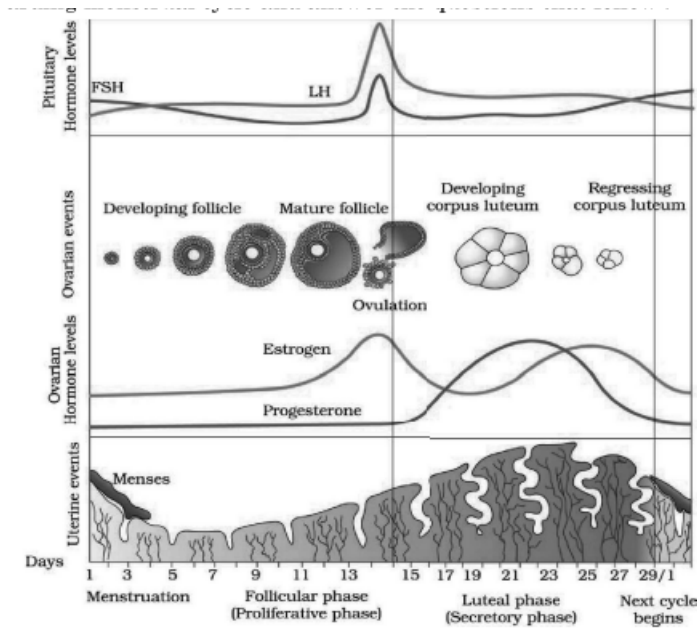 Pituitary
Hormone levels
FSH
LH
Ovarian events
Developing follicle
Mature follicle
Ovulation
Developing
corpus luteum
Regressing
corpus luteum
Ovarian
Hormone levels
Estrogen
Progesterone
Uterine events
Menses
Days
1 3 5 7 9 11 13 15 17 19 21 23 25 27 29/1
Menstruation
Follicular phase
(Proliferative phase)
Luteal phase
(Secretory phase)
Next cycle
begins